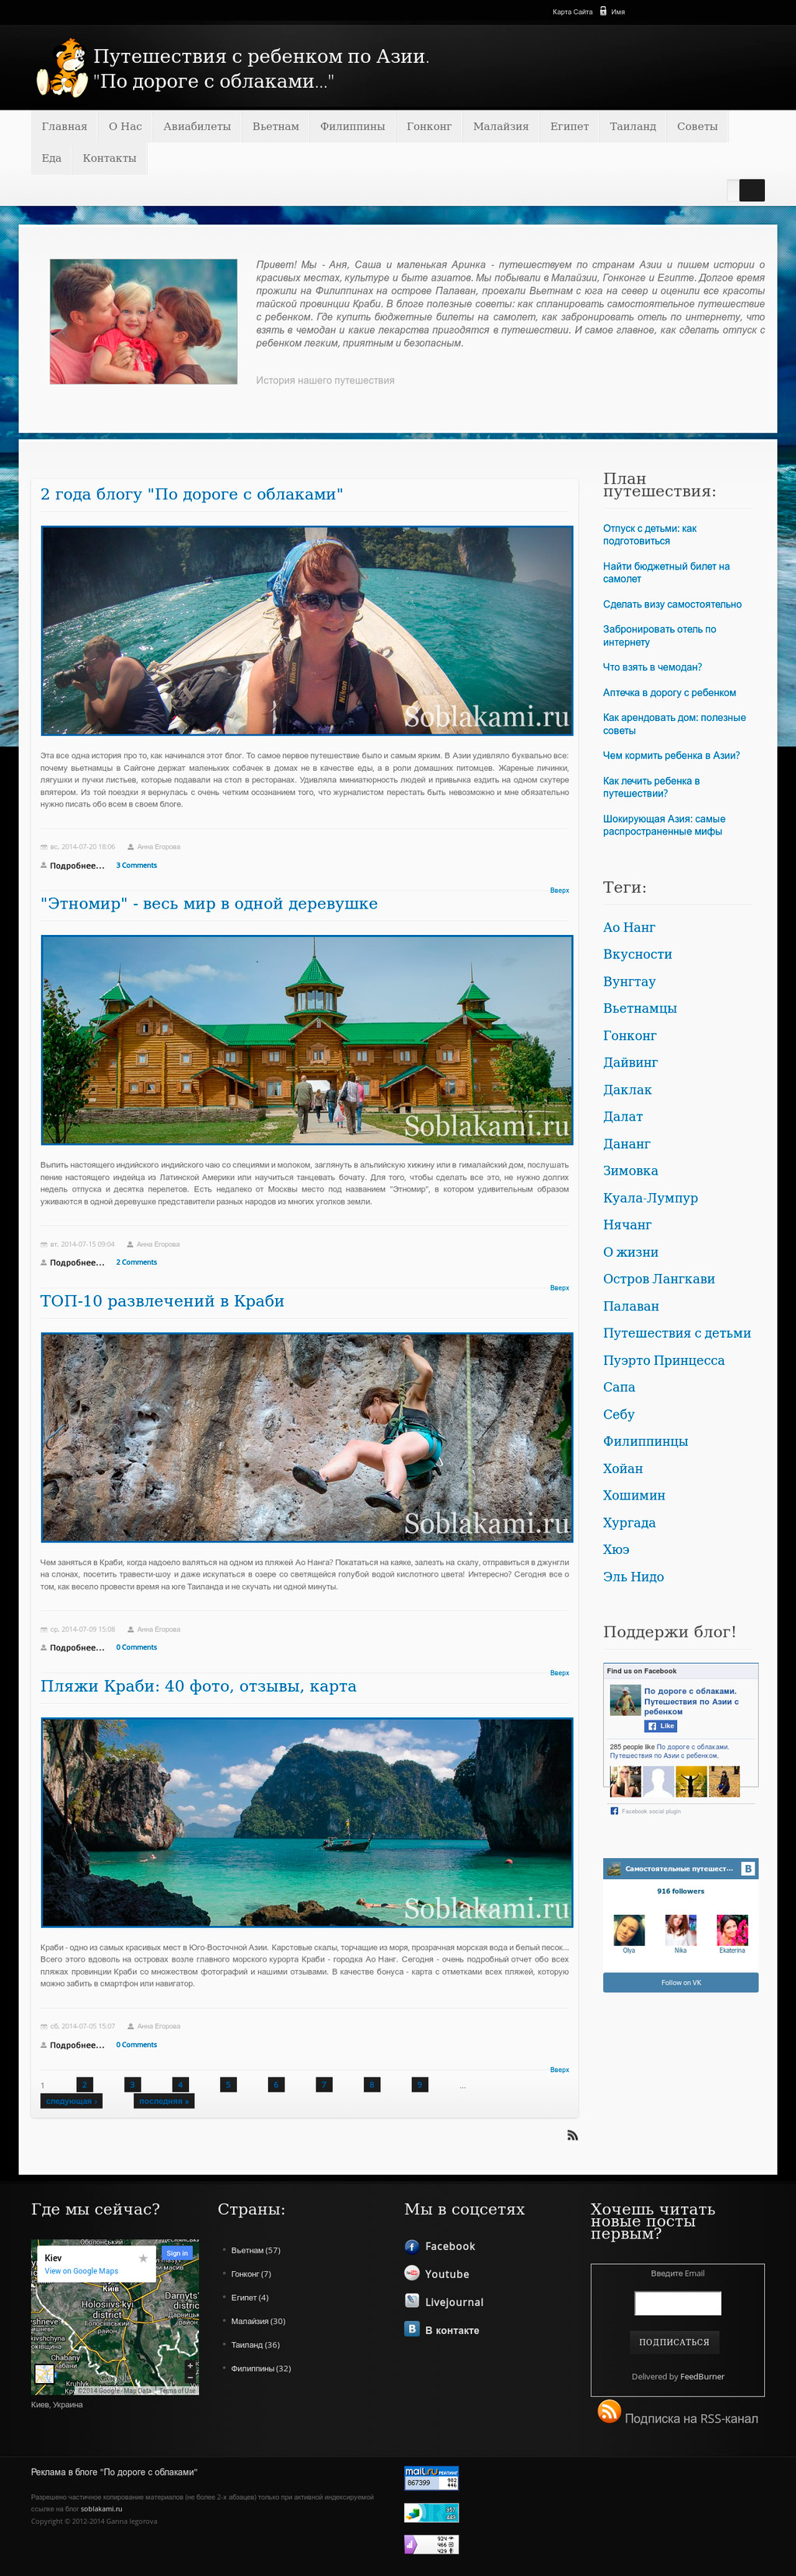 Карта Сайта Имя
Путешествия с ребенком по Азии.
"По дороге с облаками..."
Главная О Нас Авиабилеты Вьетнам Филиппины Гонконг Малайзия Египет Таиланд Советы
Еда Контакты
Привет! Мы - Аня, Саша и маленькая Аринка - путешествуем по странам Азии и пишем истории о
красивых местах, культуре и быте азиатов. Мы побывали в Малайзии, Гонконге и Египте. Долгое время
прожили на Филиппинах на острове Палаван, проехали Вьетнам с юга на север и оценили все красоты
тайской провинции Краби. В блоге полезные советы: как спланировать самостоятельное путешествие
с ребенком. Где купить бюджетные билеты на самолет, как забронировать отель по интернету, что
взять в чемодан и какие лекарства пригодятся в путешествии. И самое главное, как сделать отпуск с
ребенком легким, приятным и безопасным.
История нашего путешествия
2 года блогу "По дороге с облаками"
Nikon
Nikon
Soblakami.ru
Эта все одна история про то, как начинался этот блог. То самое первое путешествие было и самым ярким. В Азии удивляло буквально все:
почему вьетнамцы в Сайгоне держат маленьких собачек в домах не в качестве еды, а в роли домашних питомцев. Жареные личинки,
лягушки и пучки листьев, которые подавали на стол в ресторанах. Удивляла миниатюрность людей и привычка ездить на одном скутере
впятером. Из той поездки я вернулась с очень четким осознанием того, что журналистом перестать быть невозможно и мне обязательно
нужно писать обо всем в своем блоге.
вс, 2014-07-20 18:06 Анна Егорова
Подробнее... 3 Comments
Вверх
"Этномир" - весь мир в одной деревушке
Soblakami.ru
Выпить настоящего индийского индийского чаю со специями и молоком, заглянуть в альпийскую хижину или в гималайский дом, послушать
пение настоящего индейца из Латинской Америки или научиться танцевать бочату. Для того, чтобы сделать все это, не нужно долгих
недель отпуска и десятка перелетов. Есть недалеко от Москвы место под названием "Этномир", в котором удивительным образом
уживаются в одной деревушке представители разных народов из многих уголков земли.
вт, 2014-07-15 09:04 Анна Егорова
Подробнее... 2 Comments
Вверх
ТОП-10 развлечений в Краби
Soblakami.ru
Чем заняться в Краби, когда надоело валяться на одном из пляжей Ао Нанга? Покататься на каяке, залезть на скалу, отправиться в джунгли
на слонах, посетить травести-шоу и даже искупаться в озере со светящейся голубой водой кислотного цвета! Интересно? Сегодня все о
том, как весело провести время на юге Таиланда и не скучать ни одной минуты.
ср, 2014-07-09 15:08 Анна Егорова
Подробнее... 0 Comments
Вверх
Пляжи Краби: 40 фото, отзывы, карта
Soblakami.ru
Краби - одно из самых красивых мест в Юго-Восточной Азии. Карстовые скалы, торчащие из моря, прозрачная морская вода и белый песок...
Всего этого вдоволь на островах возле главного морского курорта Краби - городка Ао Нанг. Сегодня - очень подробный отчет обо всех
пляжах провинции Краби со множеством фотографий и нашими отзывами. В качестве бонуса - карта с отметками всех пляжей, которую
можно забить в смартфон или навигатор.
сб, 2014-07-05 15:07 Анна Егорова
Подробнее... 0 Comments
Вверх
1 2 3 4 5 6 7 8 9 ...
следующая › последняя »
План
путешествия:
Отпуск с детьми: как
подготовиться
Найти бюджетный билет на
самолет
Сделать визу самостоятельно
Забронировать отель по
интернету
Что взять в чемодан?
Аптечка в дорогу с ребенком
Как арендовать дом: полезные
советы
Чем кормить ребенка в Азии?
Как лечить ребенка в
путешествии?
Шокирующая Азия: самые
распространенные мифы
Теги:
Ао Нанг
Вкусности
Вунгтау
Вьетнамцы
Гонконг
Дайвинг
Даклак
Далат
Дананг
Зимовка
Куала-Лумпур
Нячанг
О жизни
Остров Лангкави
Палаван
Путешествия с детьми
Пуэрто Принцесса
Сапа
Себу
Филиппинцы
Хойан
Хошимин
Хургада
Хюэ
Эль Нидо
Поддержи блог!
Find us on Facebook
По дороге с облаками.
Путешествия по Азии с
ребенком
Like
285 people like По дороге с облаками.
Путешествия по Азии с ребенком.
Facebook social plugin
Самостоятельные путешест...
916 followers
Olya Nika Ekaterina
Follow on VK
Где мы сейчас?
Kiev
View on Google Maps
Sign in
Київ
Holosiivs'kyi
district
Голосіївський
район
Darnyts'
district
©2014 Google - Map Data Terms of Use
Киев, Украина
Страны:
Вьетнам (57)
Гонконг (7)
Египет (4)
Малайзия (30)
Таиланд (36)
Филиппины (32)
Мы в соцсетях
Facebook
Youtube
Livejournal
В контакте
Хочешь читать
новые посты
первым?
Введите Email
ПОДПИСАТЬСЯ
Delivered by FeedBurner
Подписка на RSS-канал
Реклама в блоге "По дороге с облаками"
Разрешено частичное копирование материалов (не более 2-х абзацев) только при активной индексируемой
ссылке на блог soblakami.ru
Copyright © 2012-2014 Ganna Iegorova
mail.ru РЕЙТИНГ
867399